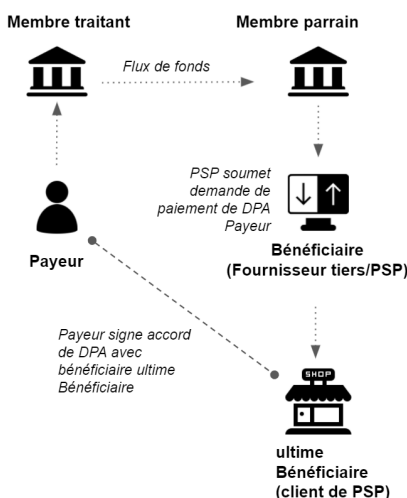 Membre traitant
Membre parrain
Flux de fonds
PSP soumet
demande de
paiement de DPA
Payeur
Payeur
Bénéficiaire
(Fournisseur tiers/PSP)
Payeur signe accord
de DPA avec
bénéficiaire ultime
Bénéficiaire
SHOP
ultime
Bénéficiaire
(client de PSP)